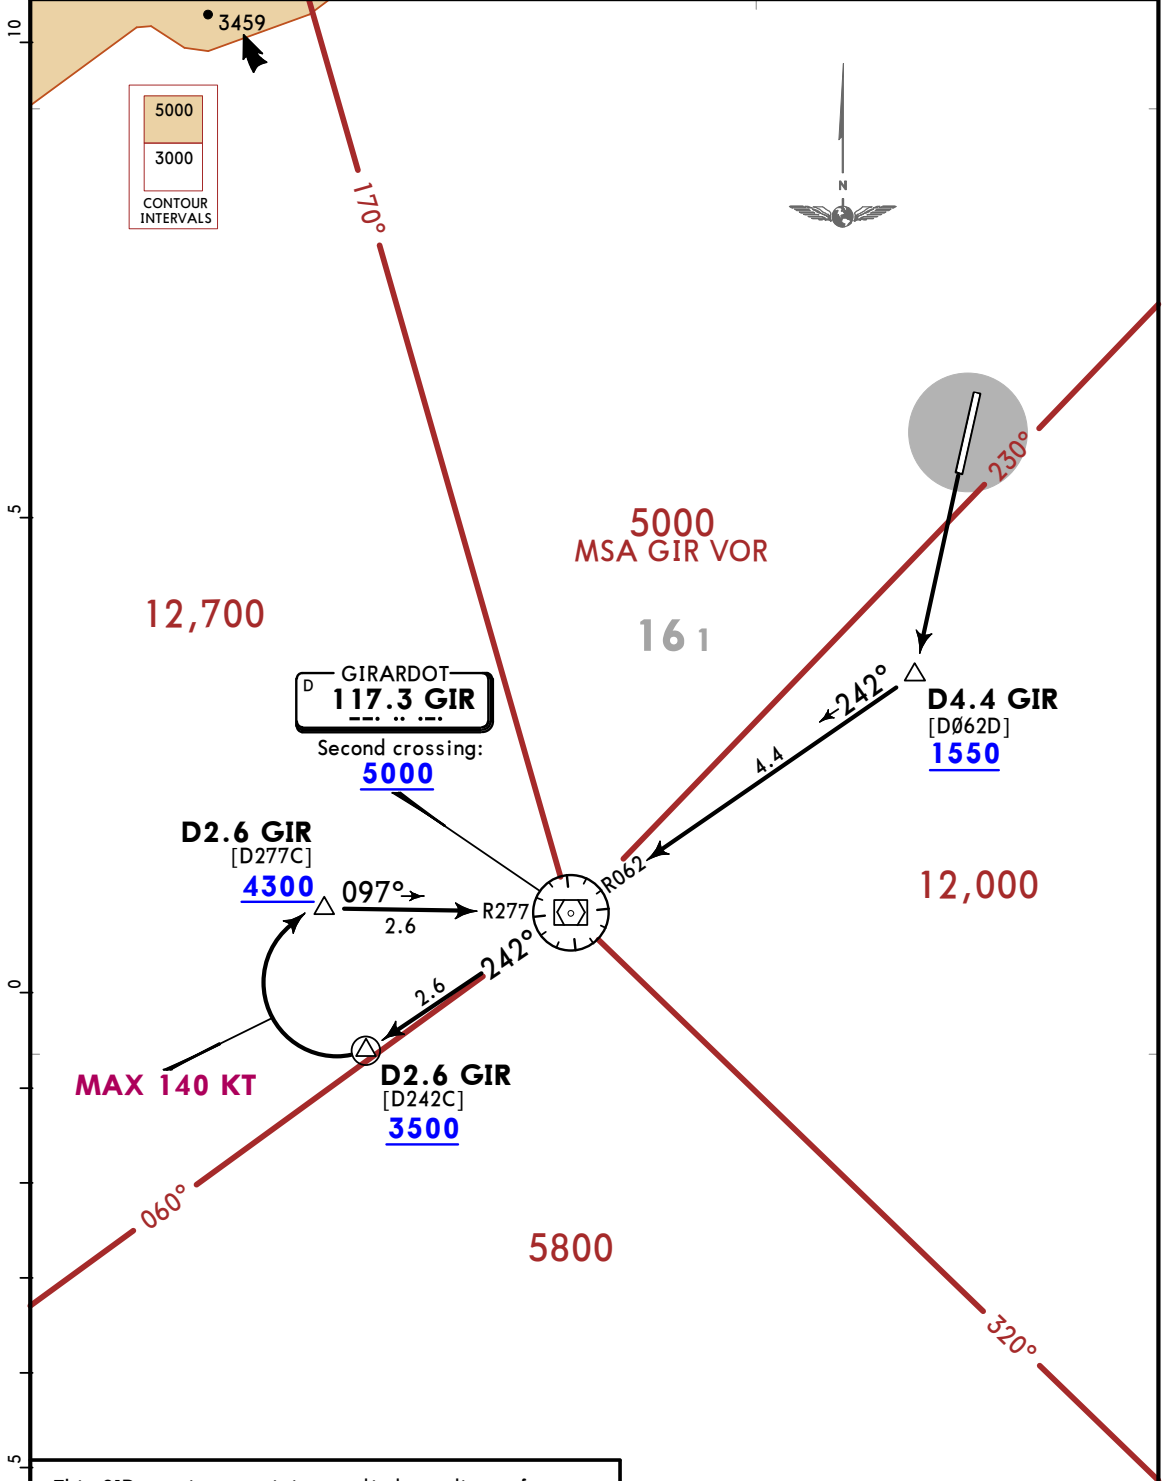 10
3459
5000
3000
CONTOUR
INTERVALS
170°
N
230°
5
5000
MSA GIR VOR
12,700
16 1
GIRARDOT
D
117.3 GIR
Second crossing:
5000
242°
D4.4 GIR
[DØ62D]
1550
4.4
D2.6 GIR
[D277C]
4300
097°
2.6
R277
R062
12,000
242°
2.6
0
MAX 140 KT
D2.6 GIR
[D242C]
3500
060°
5800
320°
5